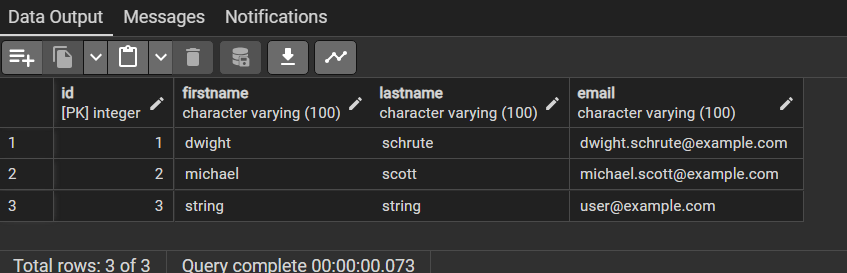 Data Output Messages Notifications
id firstname lastname email
[PK] integer character varying (100) character varying (100) character varying (100)
1 1 dwight schrute dwight.schrute@example.com
2 2 michael scott michael.scott@example.com
3 3 string string user@example.com
Total rows: 3 of 3 Query complete 00:00:00.073